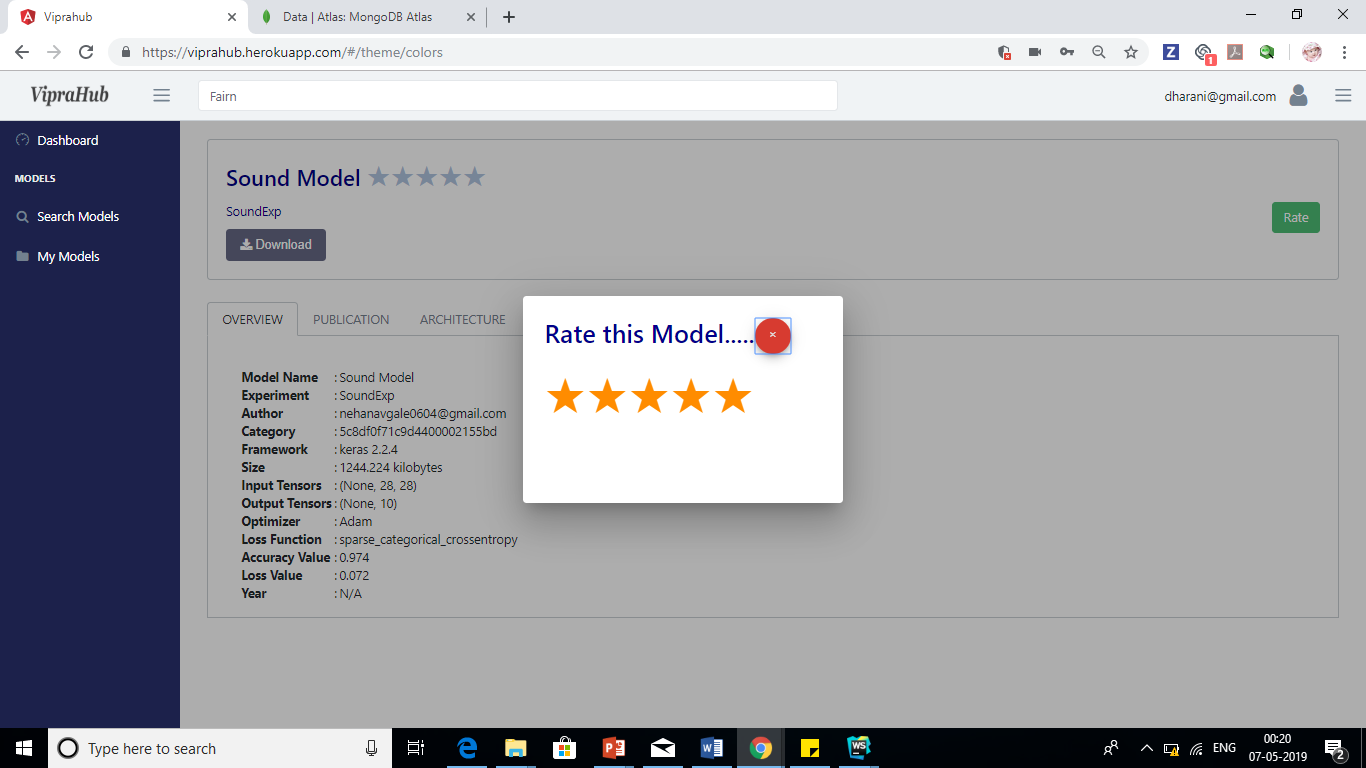 Viprahub
Data | Atlas: MongoDB Atlas
https://viprahub.herokuapp.com/#/theme/colors
1
VipraHub
Fairn
dharani@gmail.com
Dashboard
MODELS
Search Models
My Models
Sound Model
SoundExp
Download
Rate
OVERVIEW PUBLICATION ARCHITECTURE
Rate this Model.....×
Model Name : Sound Model
Experiment : SoundExp
Author : nehanavgale0604@gmail.com
Category : 5c8df0f71c9d4400002155bd
Framework : keras 2.2.4
Size : 1244.224 kilobytes
Input Tensors : (None, 28, 28)
Output Tensors : (None, 10)
Optimizer : Adam
Loss Function : sparse_categorical_crossentropy
Accuracy Value : 0.974
Loss Value : 0.072
Year : N/A
Type here to search
ENG
00:20
07-05-2019
2